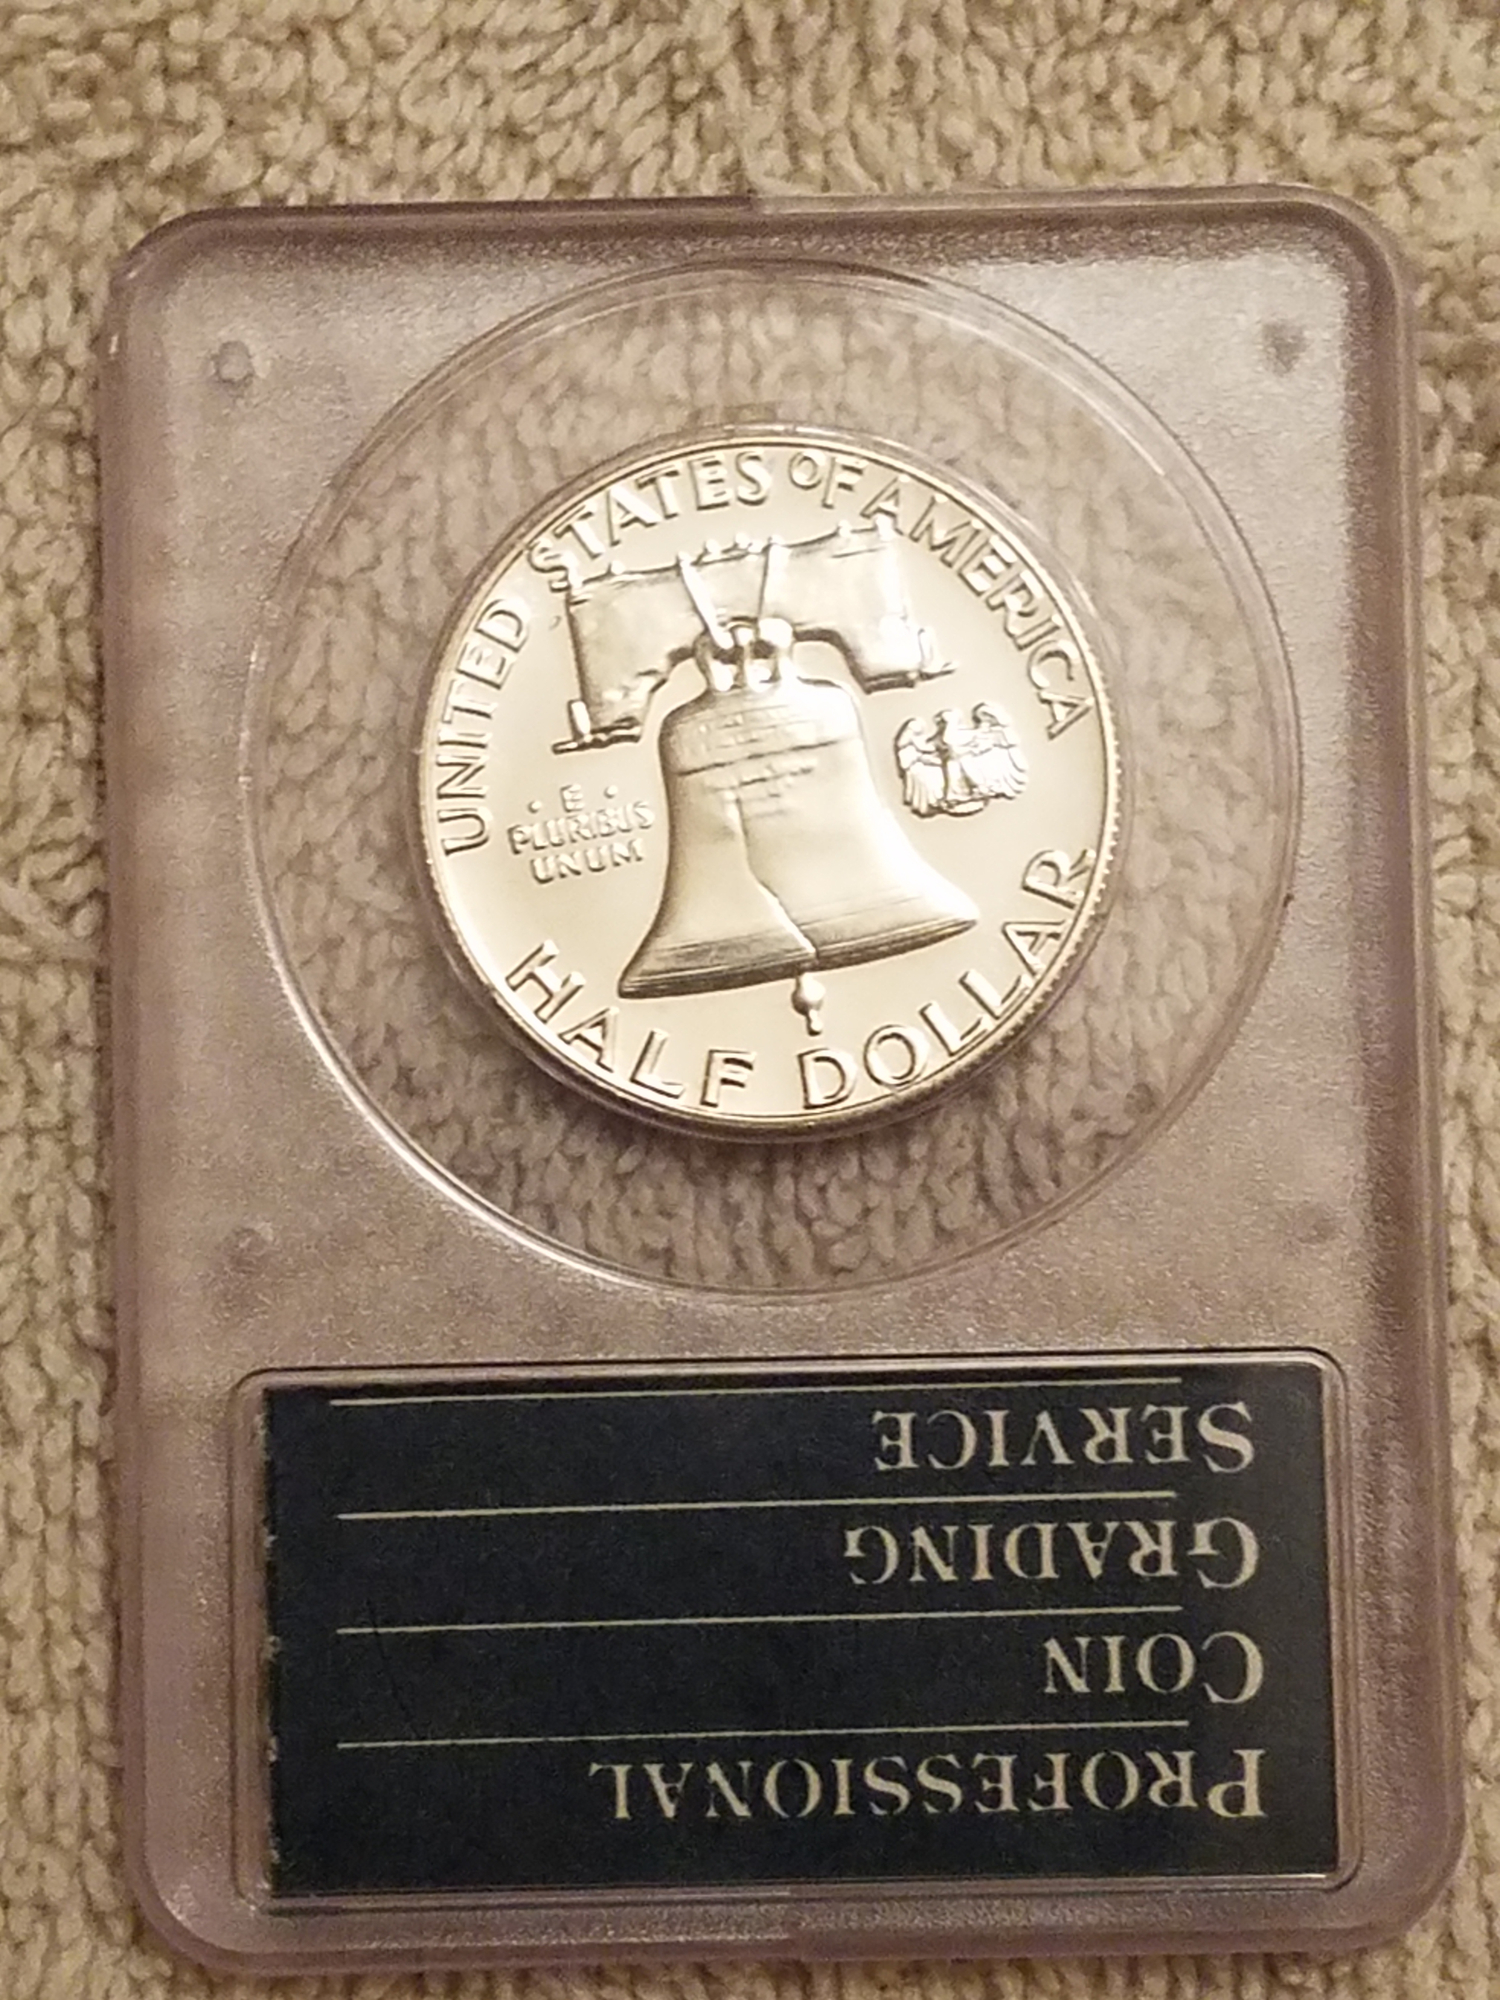 UNITED STATES OF AMERICA
· E ·
PLURIBUS
UNUM
HALF DOLLAR
PROFESSIONAL
COIN
GRADING
SERVICE